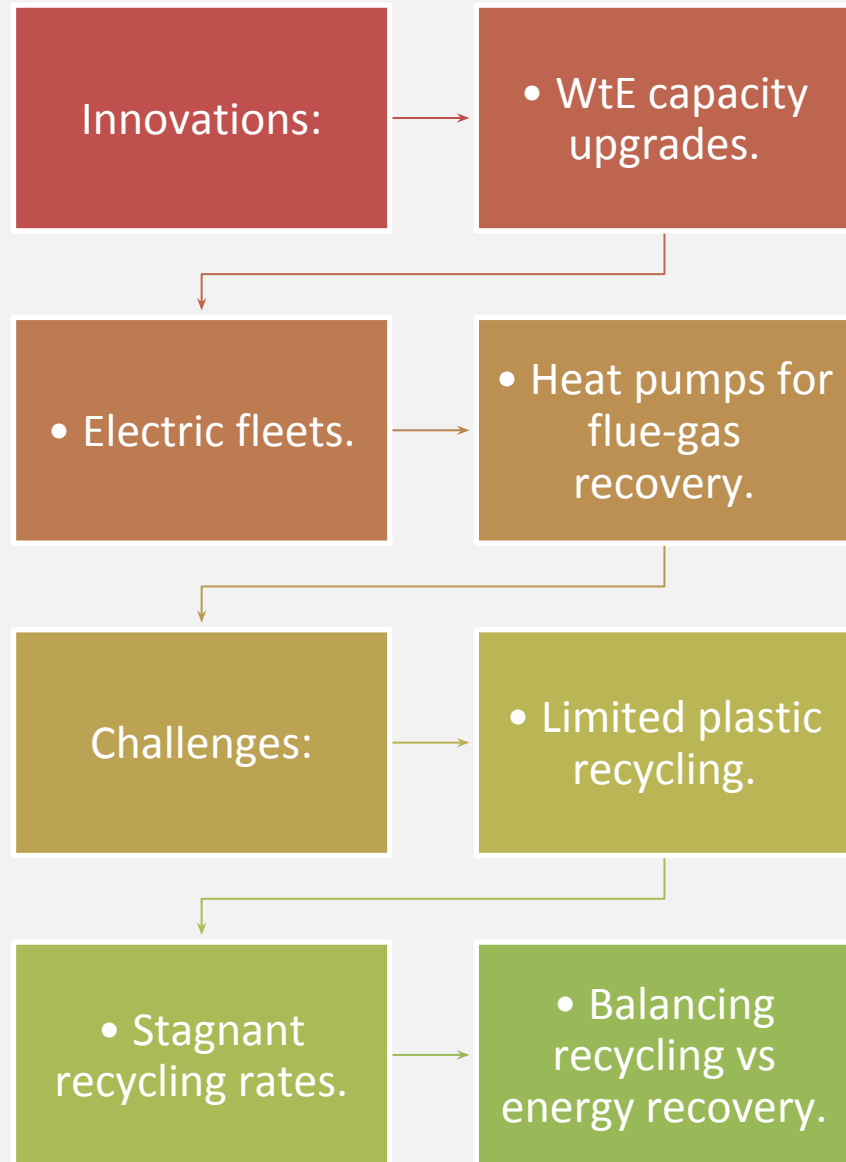 Innovations:
• WtE capacity
upgrades.
• Electric fleets.
• Heat pumps for
flue-gas
recovery.
Challenges:
• Limited plastic
recycling.
• Stagnant
recycling rates.
• Balancing
recycling vs
energy recovery.